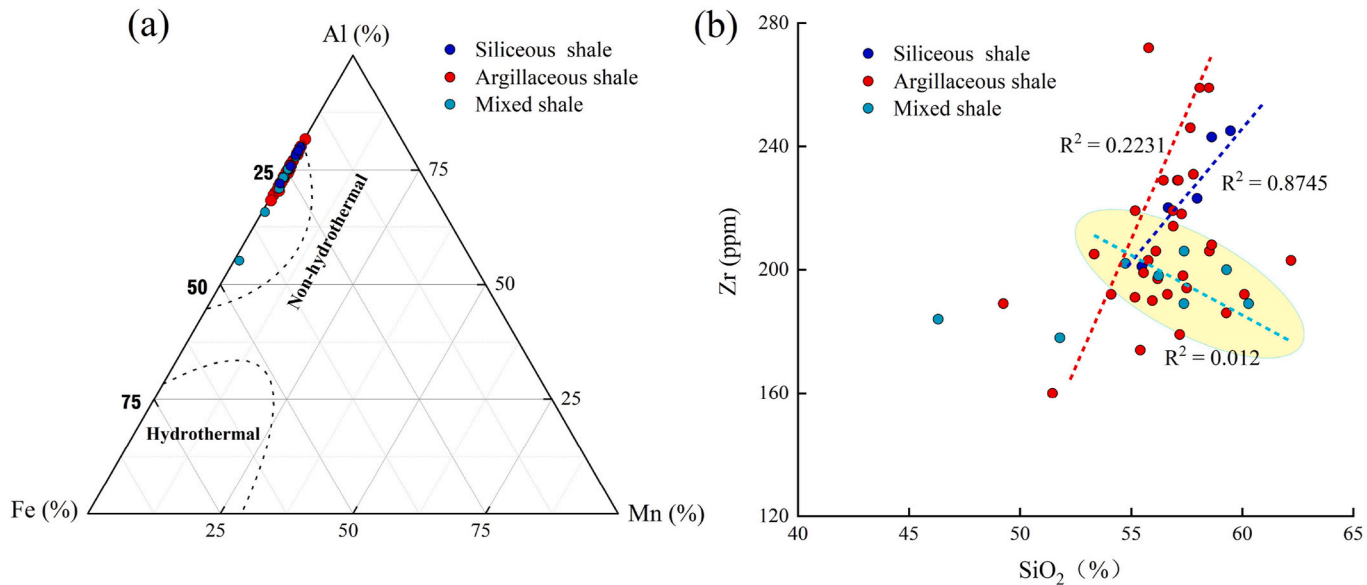 (a)
Al (%)
Siliceous shale
Argillaceous shale
Mixed shale
25
75
50
50
75
25
Non-hydrothermal
Hydrothermal
Fe (%)
Mn (%)
25
50
75
(b)
280
240
200
160
120
Zr (ppm)
Siliceous shale
Argillaceous shale
Mixed shale
R² = 0.2231
R² = 0.8745
R² = 0.012
40
45
50
55
60
65
SiO₂ (%)